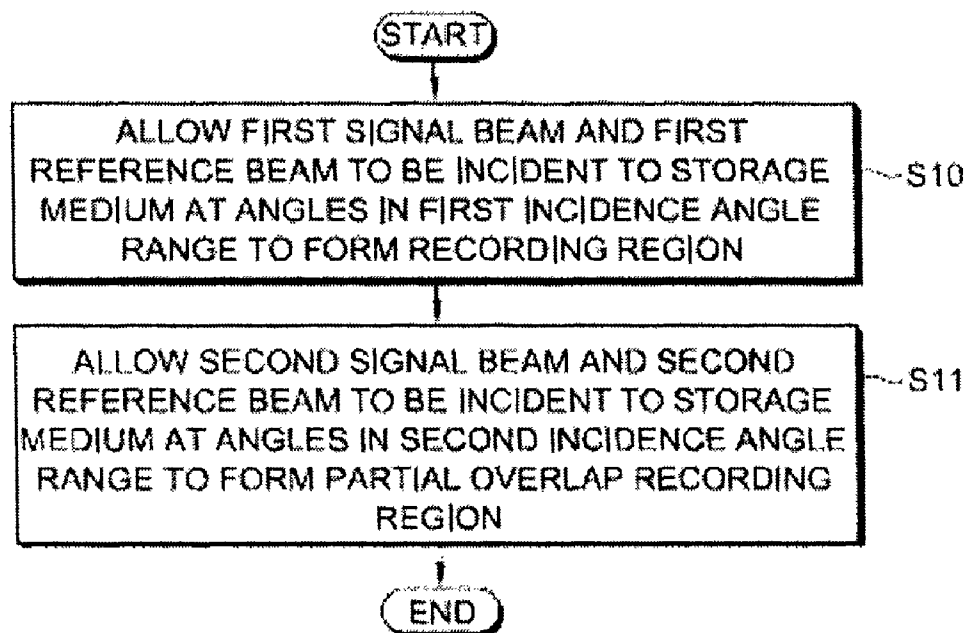 START
ALLOW FIRST SIGNAL BEAM AND FIRST
REFERENCE BEAM TO BE INCIDENT TO STORAGE
MEDIUM AT ANGLES IN FIRST INCIDENCE ANGLE
RANGE TO FORM RECORDING REGION
S10
ALLOW SECOND SIGNAL BEAM AND SECOND
REFERENCE BEAM TO BE INCIDENT TO STORAGE
MEDIUM AT ANGLES IN SECOND INCIDENCE ANGLE
RANGE TO FORM PARTIAL OVERLAP RECORDING
REGION
S11
END